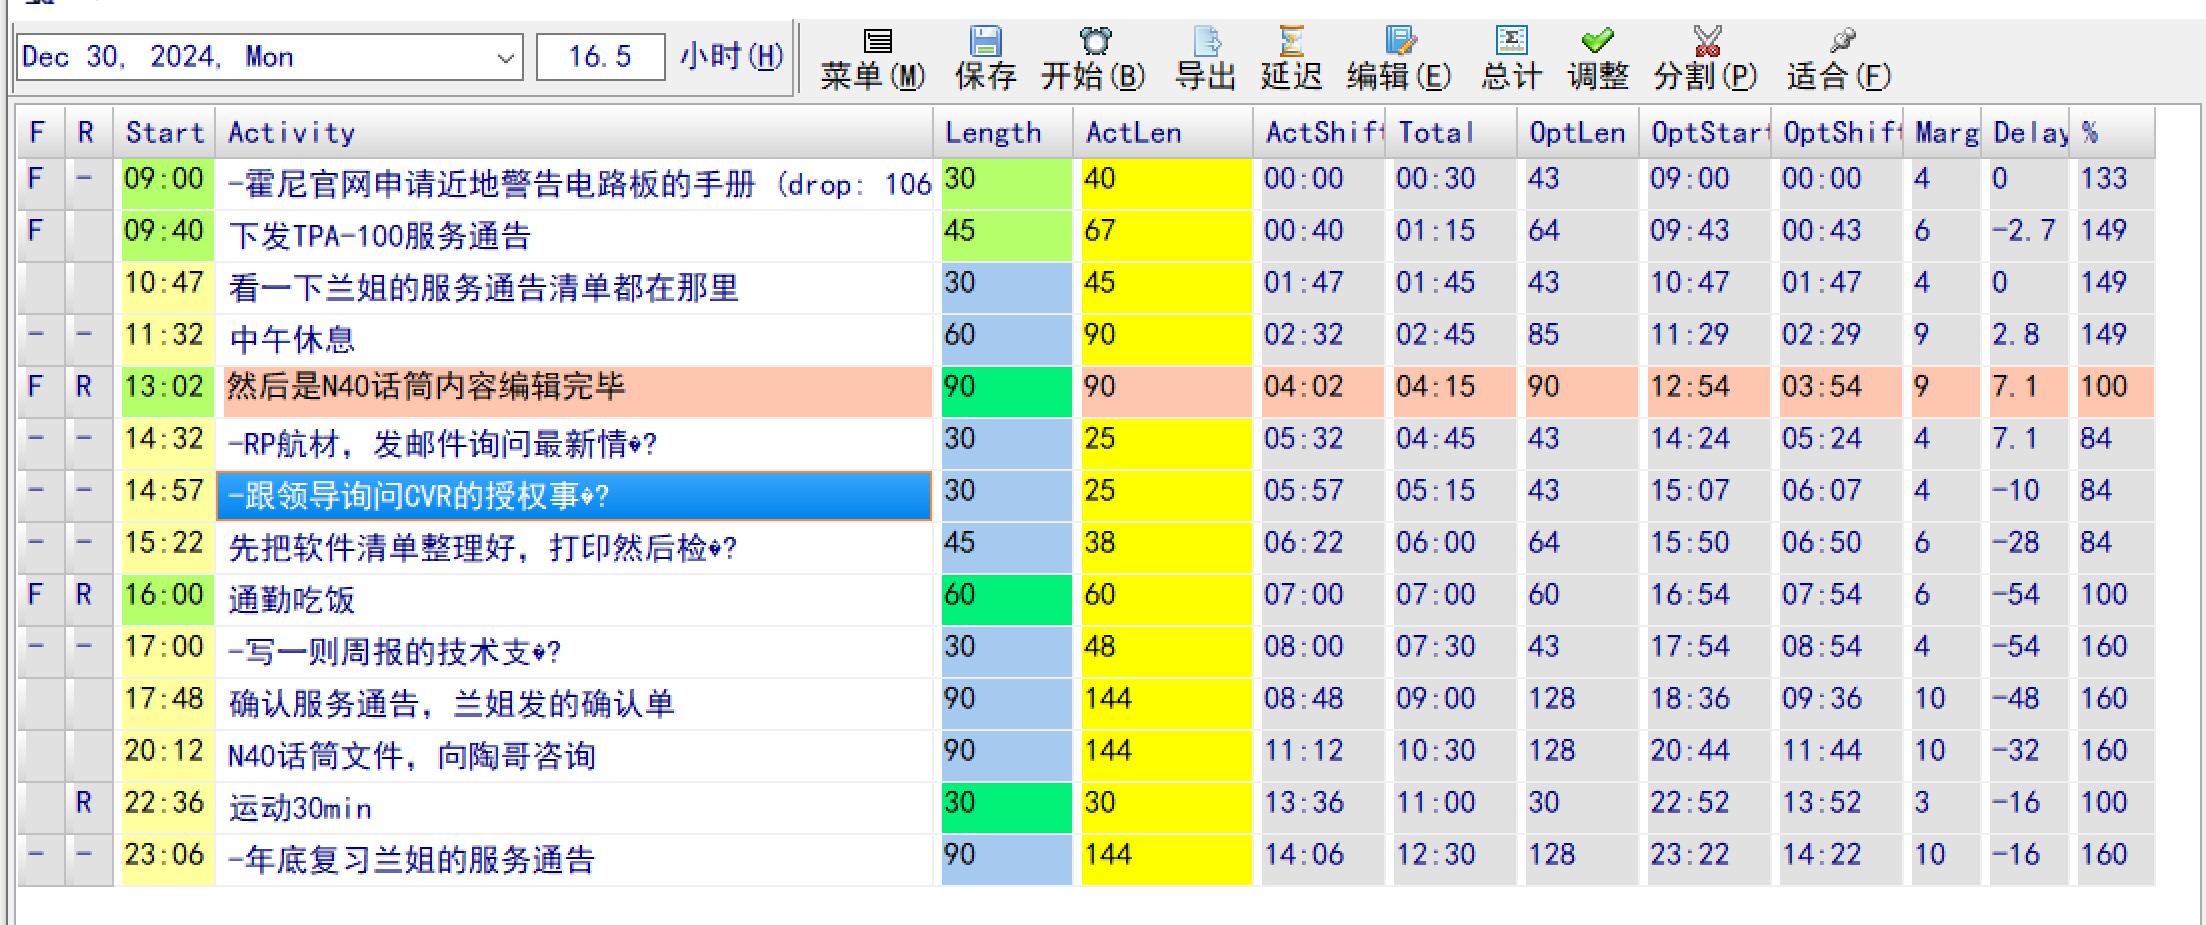 Dec 30, 2024, Mon 16.5 小时(H) 菜单(M) 保存 开始(B) 导出 延迟 编辑(E) 总计 调整 分割(P) 适合(F)
F R Start Activity Length ActLen ActShift Total OptLen OptStart OptShift Marg Delay %
F - 09:00 -霍尼官网申请近地警告电路板的手册 (drop: 106 30 40 00:00 00:30 43 09:00 00:00 4 0 133
F 09:40 下发TPA-100服务通告 45 67 00:40 01:15 64 09:43 00:43 6 -2.7 149
10:47 看一下兰姐的服务通告清单都在那里 30 45 01:47 01:45 43 10:47 01:47 4 0 149
- - 11:32 中午休息 60 90 02:32 02:45 85 11:29 02:29 9 2.8 149
F R 13:02 然后是N40话筒内容编辑完毕 90 90 04:02 04:15 90 12:54 03:54 9 7.1 100
- - 14:32 -RP航材，发邮件询问最新情�? 30 25 05:32 04:45 43 14:24 05:24 4 7.1 84
- - 14:57 -跟领导询问CVR的授权事�? 30 25 05:57 05:15 43 15:07 06:07 4 -10 84
- - 15:22 先把软件清单整理好，打印然后检�? 45 38 06:22 06:00 64 15:50 06:50 6 -28 84
F R 16:00 通勤吃饭 60 60 07:00 07:00 60 16:54 07:54 6 -54 100
- - 17:00 -写一则周报的技术支�? 30 48 08:00 07:30 43 17:54 08:54 4 -54 160
17:48 确认服务通告，兰姐发的确认单 90 144 08:48 09:00 128 18:36 09:36 10 -48 160
20:12 N40话筒文件，向陶哥咨询 90 144 11:12 10:30 128 20:44 11:44 10 -32 160
R 22:36 运动30min 30 30 13:36 11:00 30 22:52 13:52 3 -16 100
- - 23:06 -年底复习兰姐的服务通告 90 144 14:06 12:30 128 23:22 14:22 10 -16 160